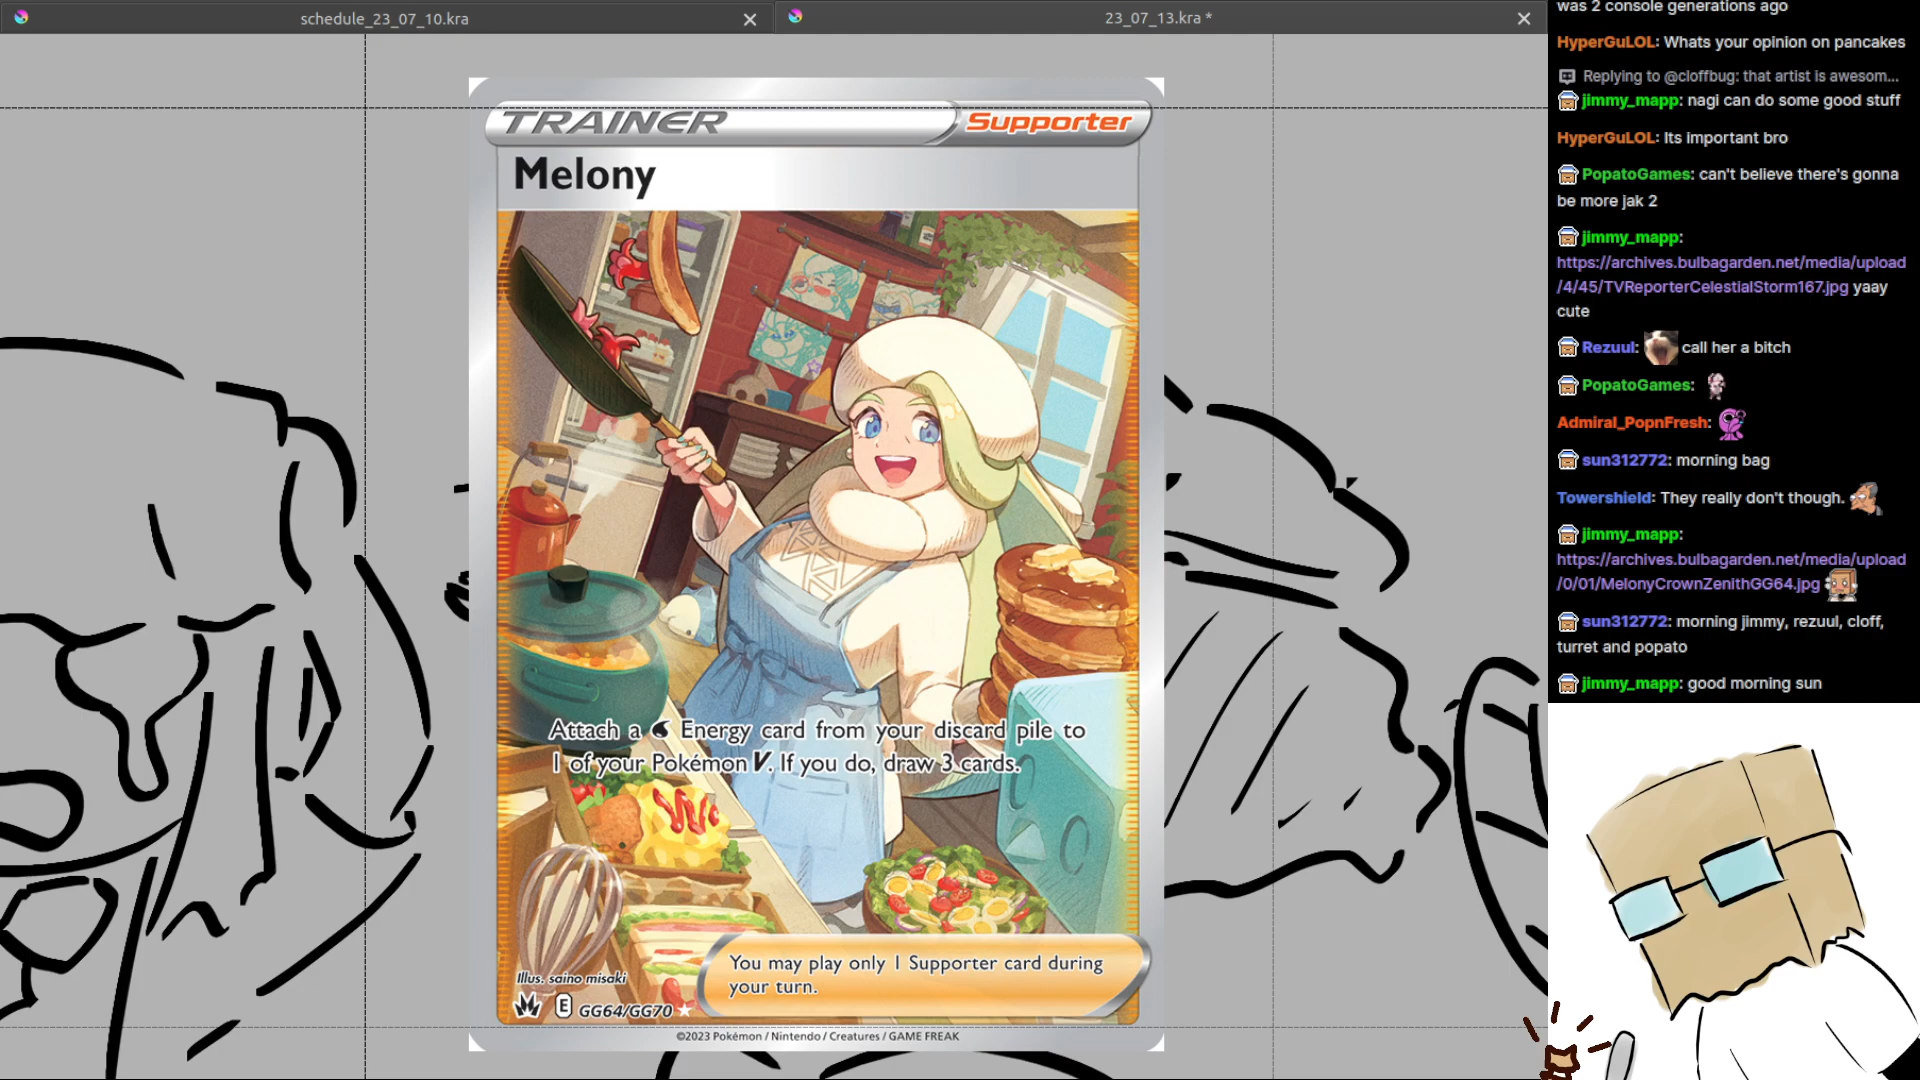 schedule_23_07_10.kra
23_07_13.kra *
TRAINER
Supporter
Melony
Attach a Energy card from your discard pile to
1 of your Pokémon V. If you do, draw 3 cards.
You may play only 1 Supporter card during
your turn.
Illus. saino misaki
E GG64/GG70
©2023 Pokémon / Nintendo / Creatures / GAME FREAK
was 2 console generations ago
HyperGuLOL: Whats your opinion on pancakes
Replying to @cloffbug: that artist is awesom...
jimmy_mapp: nagi can do some good stuff
HyperGuLOL: Its important bro
PopatoGames: can't believe there's gonna
be more jak 2
jimmy_mapp:
https://archives.bulbagarden.net/media/upload
/4/45/TVReporterCelestialStorm167.jpg yaay
cute
Rezuul: call her a bitch
PopatoGames:
Admiral_PopnFresh:
sun312772: morning bag
Towershield: They really don't though.
jimmy_mapp:
https://archives.bulbagarden.net/media/upload
/0/01/MelonyCrownZenithGG64.jpg
sun312772: morning jimmy, rezuul, cloff,
turret and popato
jimmy_mapp: good morning sun